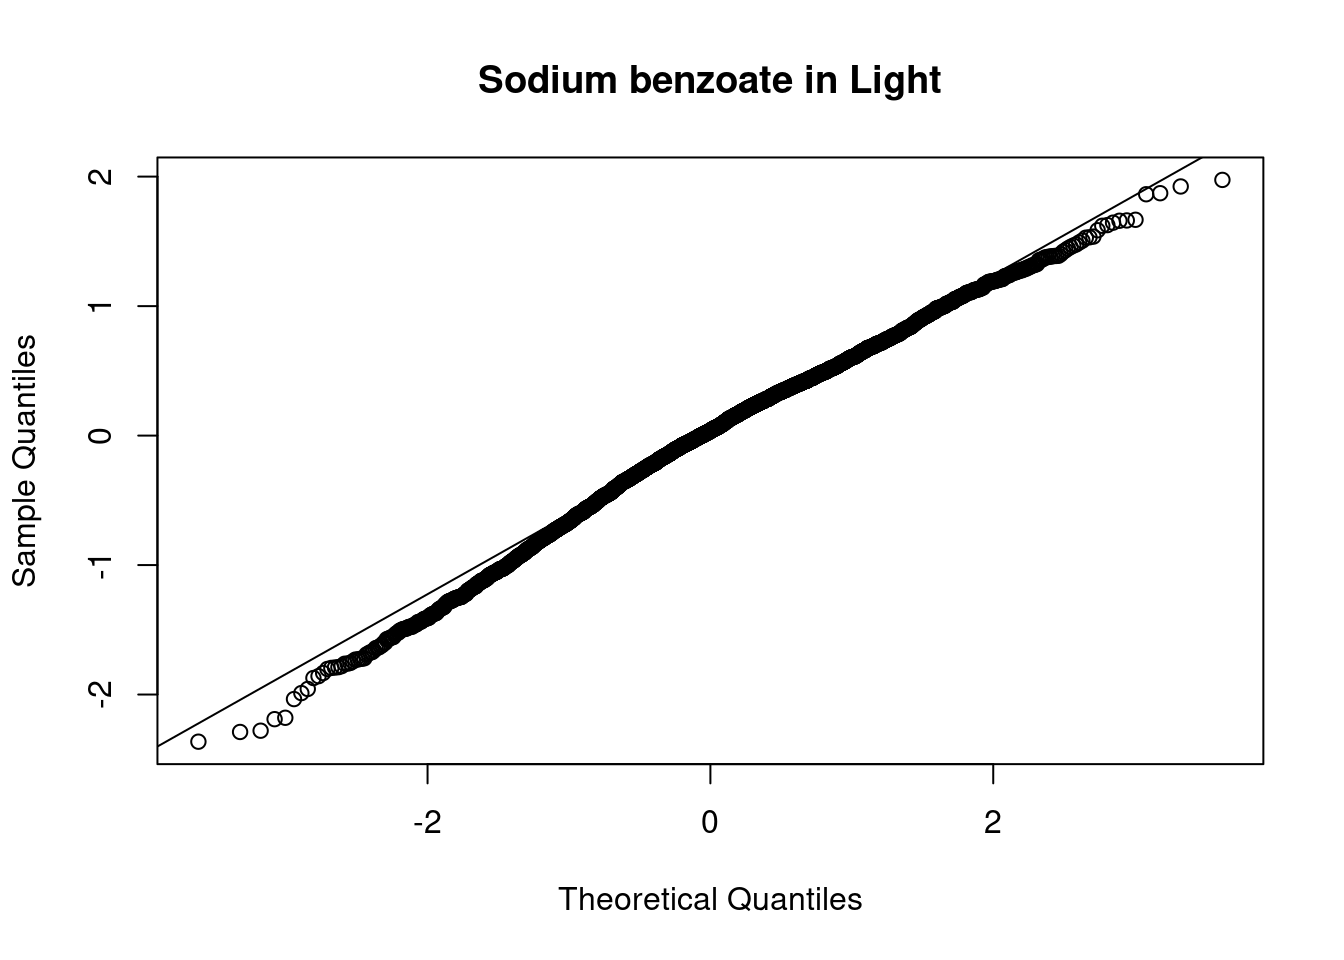 Sodium benzoate in Light
2
1
0
-1
-2
Sample Quantiles
-2 0 2
Theoretical Quantiles